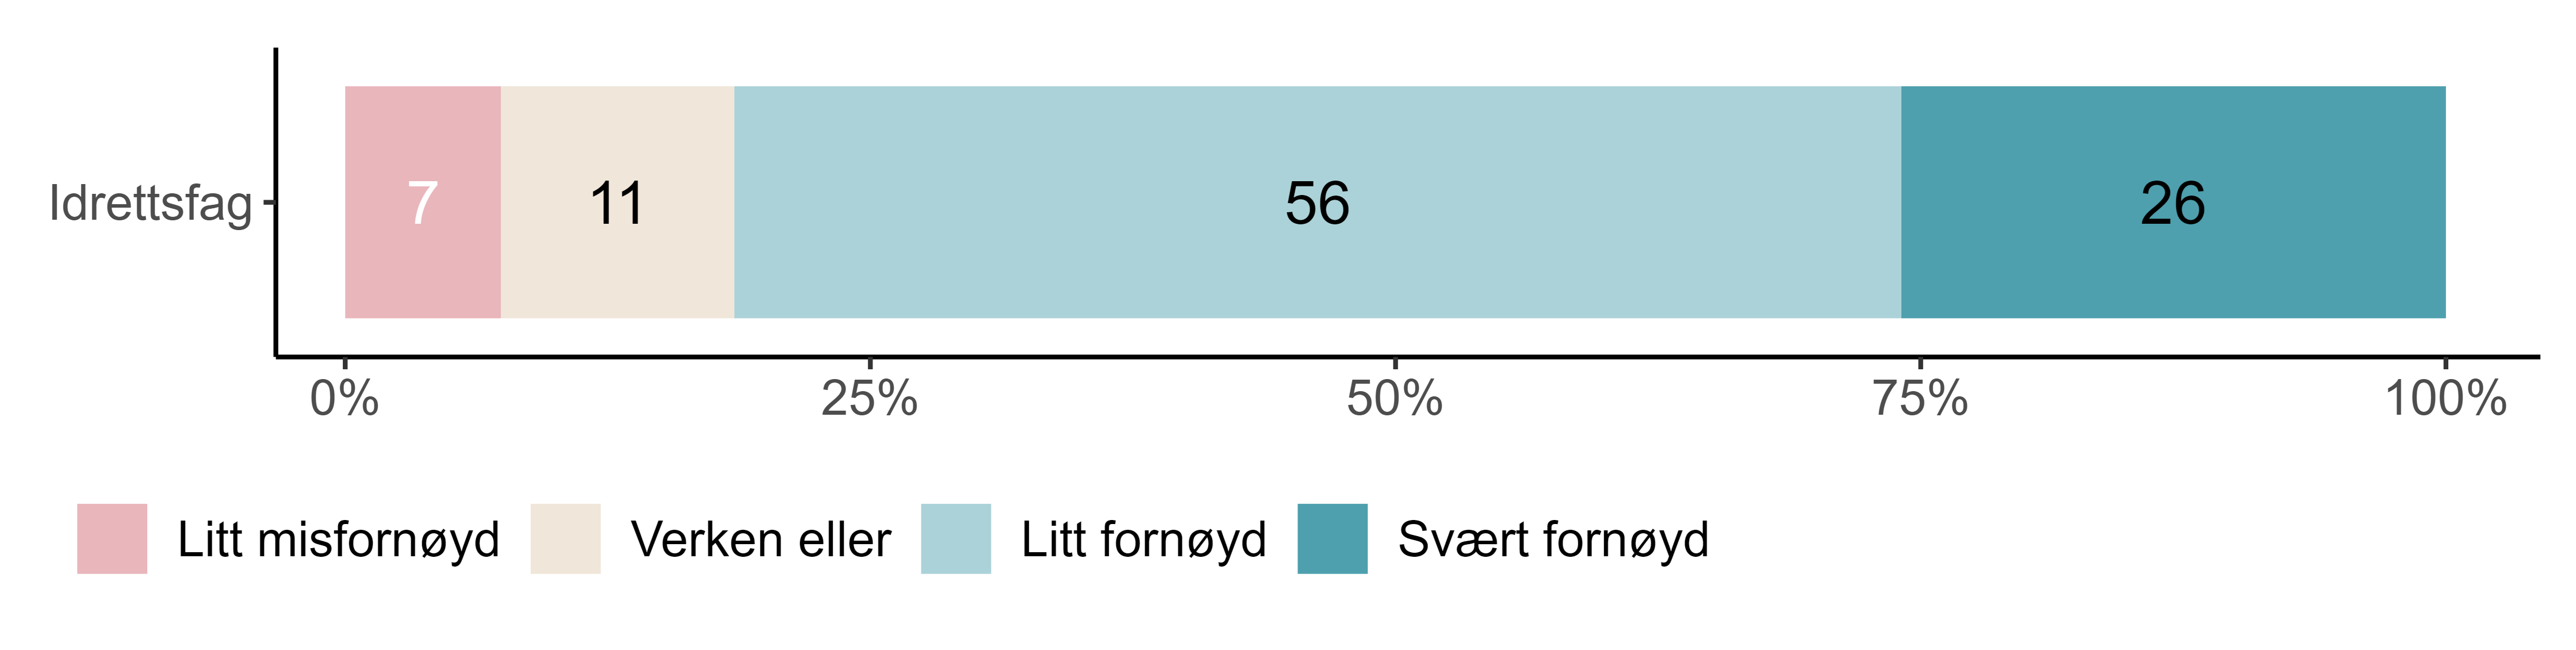 Idrettsfag
7 11 56 26
0% 25% 50% 75% 100%
Litt misfornøyd Verken eller Litt fornøyd Svært fornøyd